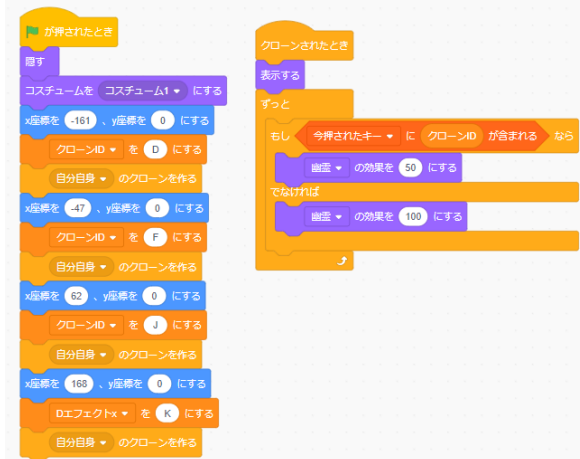 が押されたとき
隠す
コスチュームを コスチューム1 にする
x座標を -161 、y座標を 0 にする
クローンID を D にする
自分自身 のクローンを作る
x座標を -47 、y座標を 0 にする
クローンID を F にする
自分自身 のクローンを作る
x座標を 62 、y座標を 0 にする
クローンID を J にする
自分自身 のクローンを作る
x座標を 168 、y座標を 0 にする
Dエフェクトx を K にする
自分自身 のクローンを作る
クローンされたとき
表示する
ずっと
もし 今押されたキー に クローンID が含まれる なら
幽霊 の効果を 50 にする
でなければ
幽霊 の効果を 100 にする